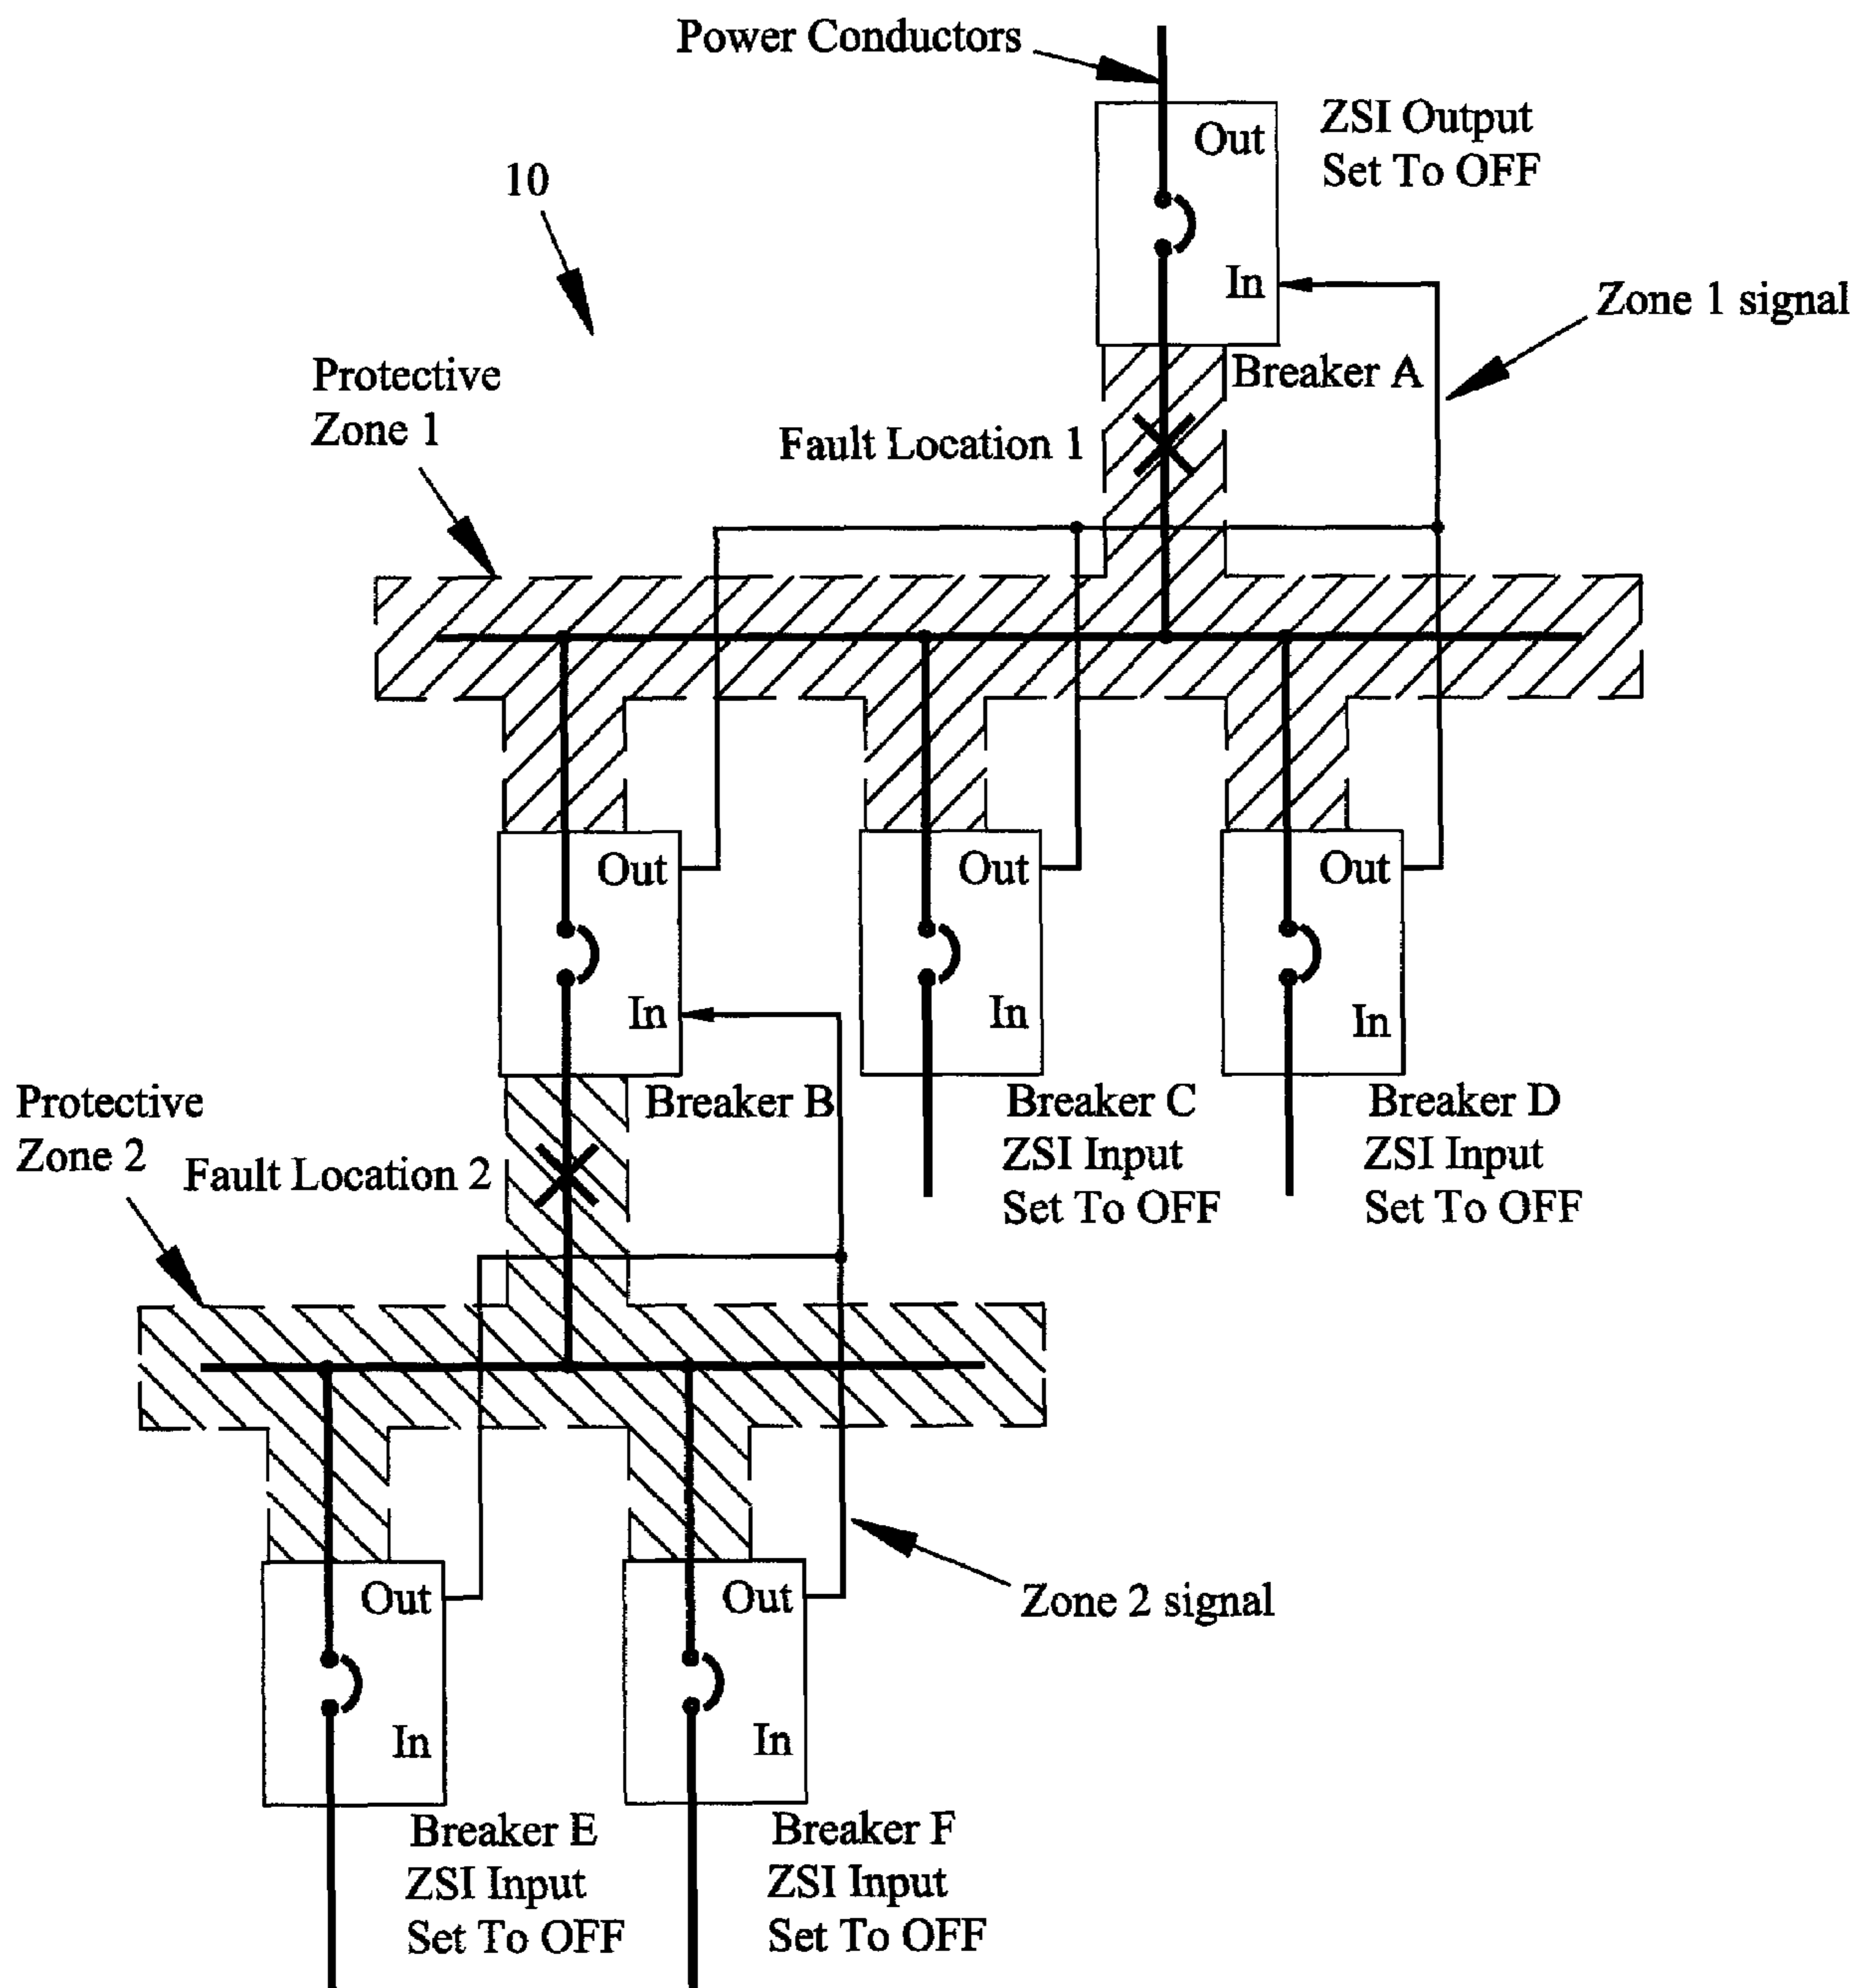 Power Conductors
Out
ZSI Output
Set To OFF
10
In
Zone 1 signal
Breaker A
Protective
Zone 1
Fault Location 1
Out
Out
Out
In
In
In
Breaker B
Breaker C
ZSI Input
Set To OFF
Breaker D
ZSI Input
Set To OFF
Protective
Zone 2
Fault Location 2
Out
Out
Zone 2 signal
In
In
Breaker E
ZSI Input
Set To OFF
Breaker F
ZSI Input
Set To OFF